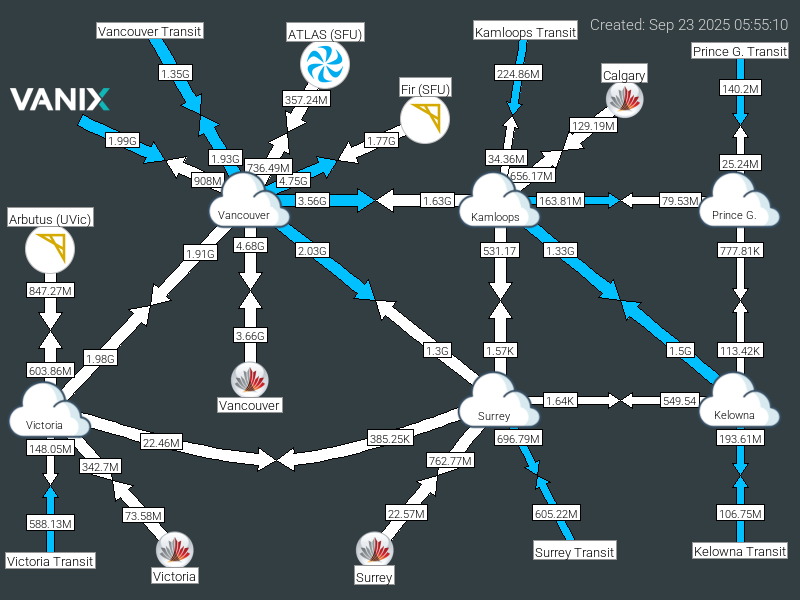 Created: Sep 23 2025 05:55:10
Vancouver Transit
ATLAS (SFU)
Kamloops Transit
Prince G. Transit
1.35G
224.86M
Calgary
140.2M
Fir (SFU)
VANIX
357.24M
129.19M
1.99G
1.77G
1.93G
736.49M
34.36M
25.24M
908M
4.75G
656.17M
3.56G
1.63G
163.81M
79.53M
Arbutus (UVic)
Vancouver
Kamloops
Prince G.
1.91G
4.68G
2.03G
531.17
1.33G
777.81K
847.27M
3.66G
1.98G
1.3G
1.57K
1.5G
113.42K
603.86M
Vancouver
1.64K
549.54
Victoria
Surrey
Kelowna
22.46M
385.25K
696.79M
193.61M
148.05M
342.7M
762.77M
588.13M
73.58M
22.57M
605.22M
106.75M
Victoria Transit
Victoria
Surrey
Surrey Transit
Kelowna Transit